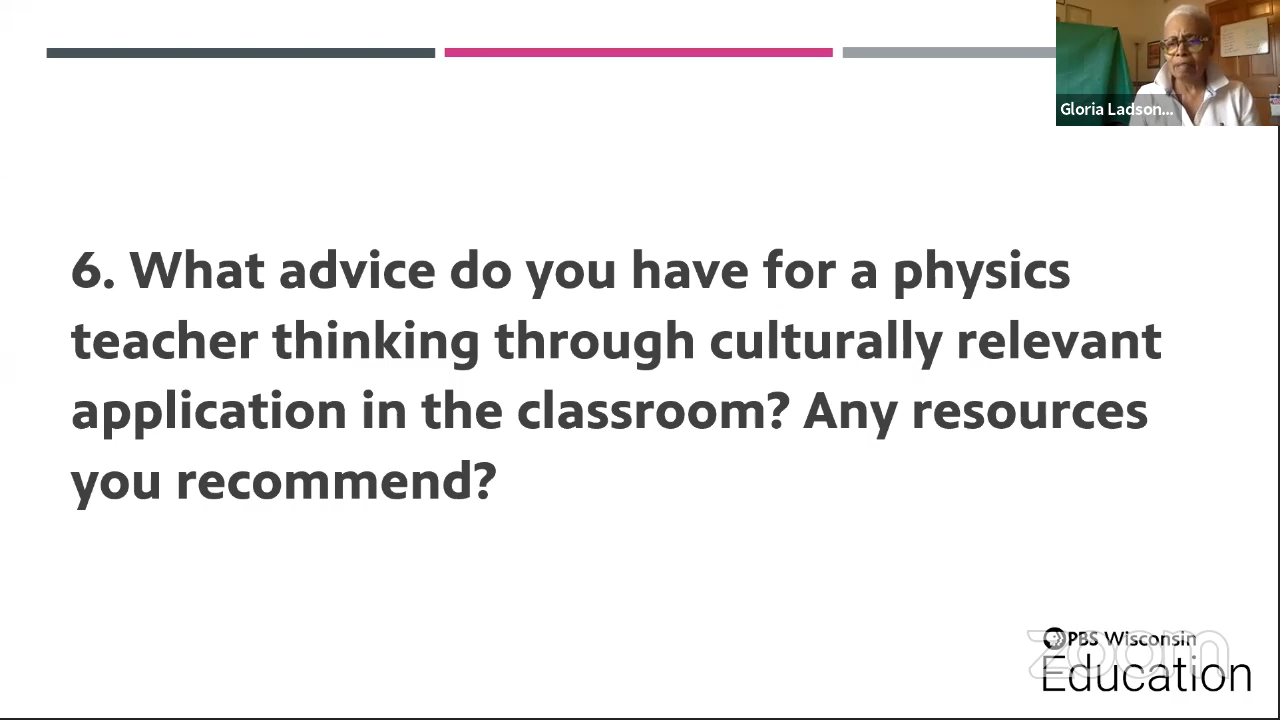 Gloria Ladson...
6. What advice do you have for a physics
teacher thinking through culturally relevant
application in the classroom? Any resources
you recommend?
PBS Wisconsin
zoom
Education